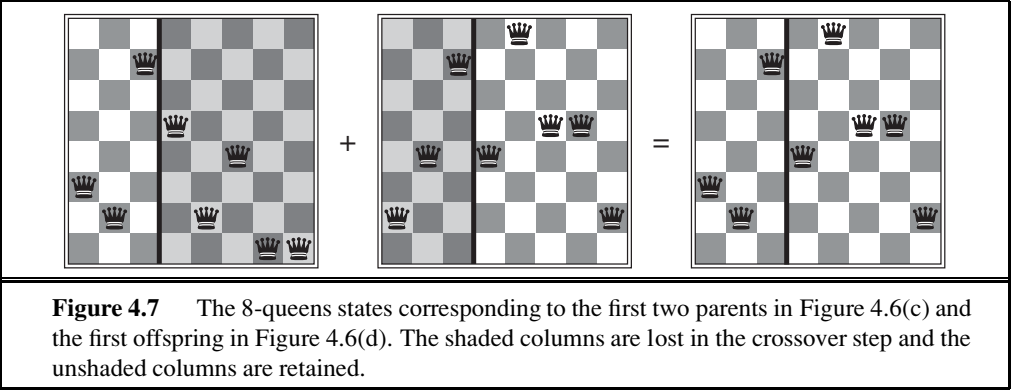 + =
Figure 4.7 The 8-queens states corresponding to the first two parents in Figure 4.6(c) and
the first offspring in Figure 4.6(d). The shaded columns are lost in the crossover step and the
unshaded columns are retained.